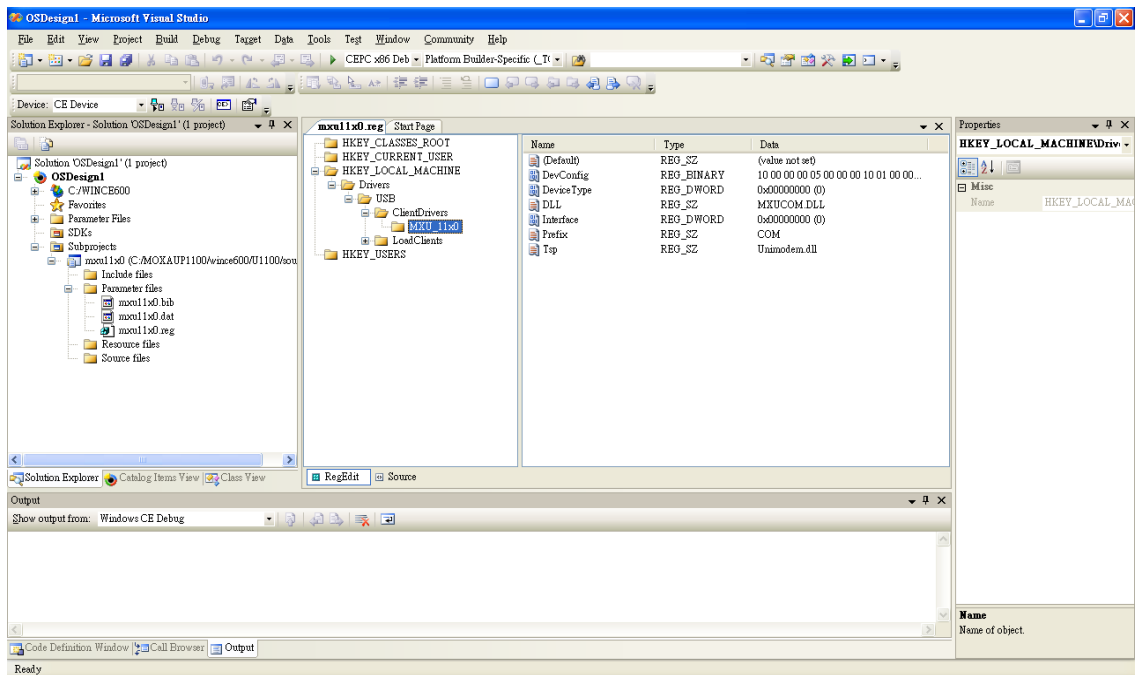 OSDesign1 - Microsoft Visual Studio
File Edit View Project Build Debug Target Data Tools Test Window Community Help
CEPC x86 Deb Platform Builder-Specific (_T(
Device: CE Device
Solution Explorer - Solution 'OSDesign1' (1 project)
Solution 'OSDesign1' (1 project)
OSDesign1
C:/WINCE600
Favorites
Parameter Files
SDKs
Subprojects
mxu11x0 (C:/MOXAUP1100/wince600/U1100/sou
Include files
Parameter files
mxu11x0.bib
mxu11x0.dat
mxu11x0.reg
Resource files
Source files
Solution Explorer Catalog Items View Class View
mxu11x0.reg Start Page
HKEY_CLASSES_ROOT
HKEY_CURRENT_USER
HKEY_LOCAL_MACHINE
Drivers
USB
ClientDrivers
MXU_11x0
LoadClients
HKEY_USERS
Name Type Data
(Default) REG_SZ (value not set)
DevConfig REG_BINARY 10 00 00 00 05 00 00 00 10 01 00 00...
DeviceType REG_DWORD 0x00000000 (0)
DLL REG_SZ MXUCOM.DLL
Interface REG_DWORD 0x00000000 (0)
Prefix REG_SZ COM
Tsp REG_SZ Unimodem.dll
RegEdit Source
Properties
HKEY_LOCAL_MACHINE\Driv
Misc
Name HKEY_LOCAL_MA
Name
Name of object.
Output
Show output from: Windows CE Debug
Code Definition Window Call Browser Output
Ready